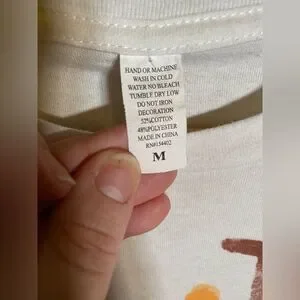 HAND OR MACHINE
WASH IN COLD
WATER NO BLEACH
TUMBLE DRY LOW
DO NOT IRON
DECORATION
52%COTTON
48%POLYESTER
MADE IN CHINA
RN#154402
M